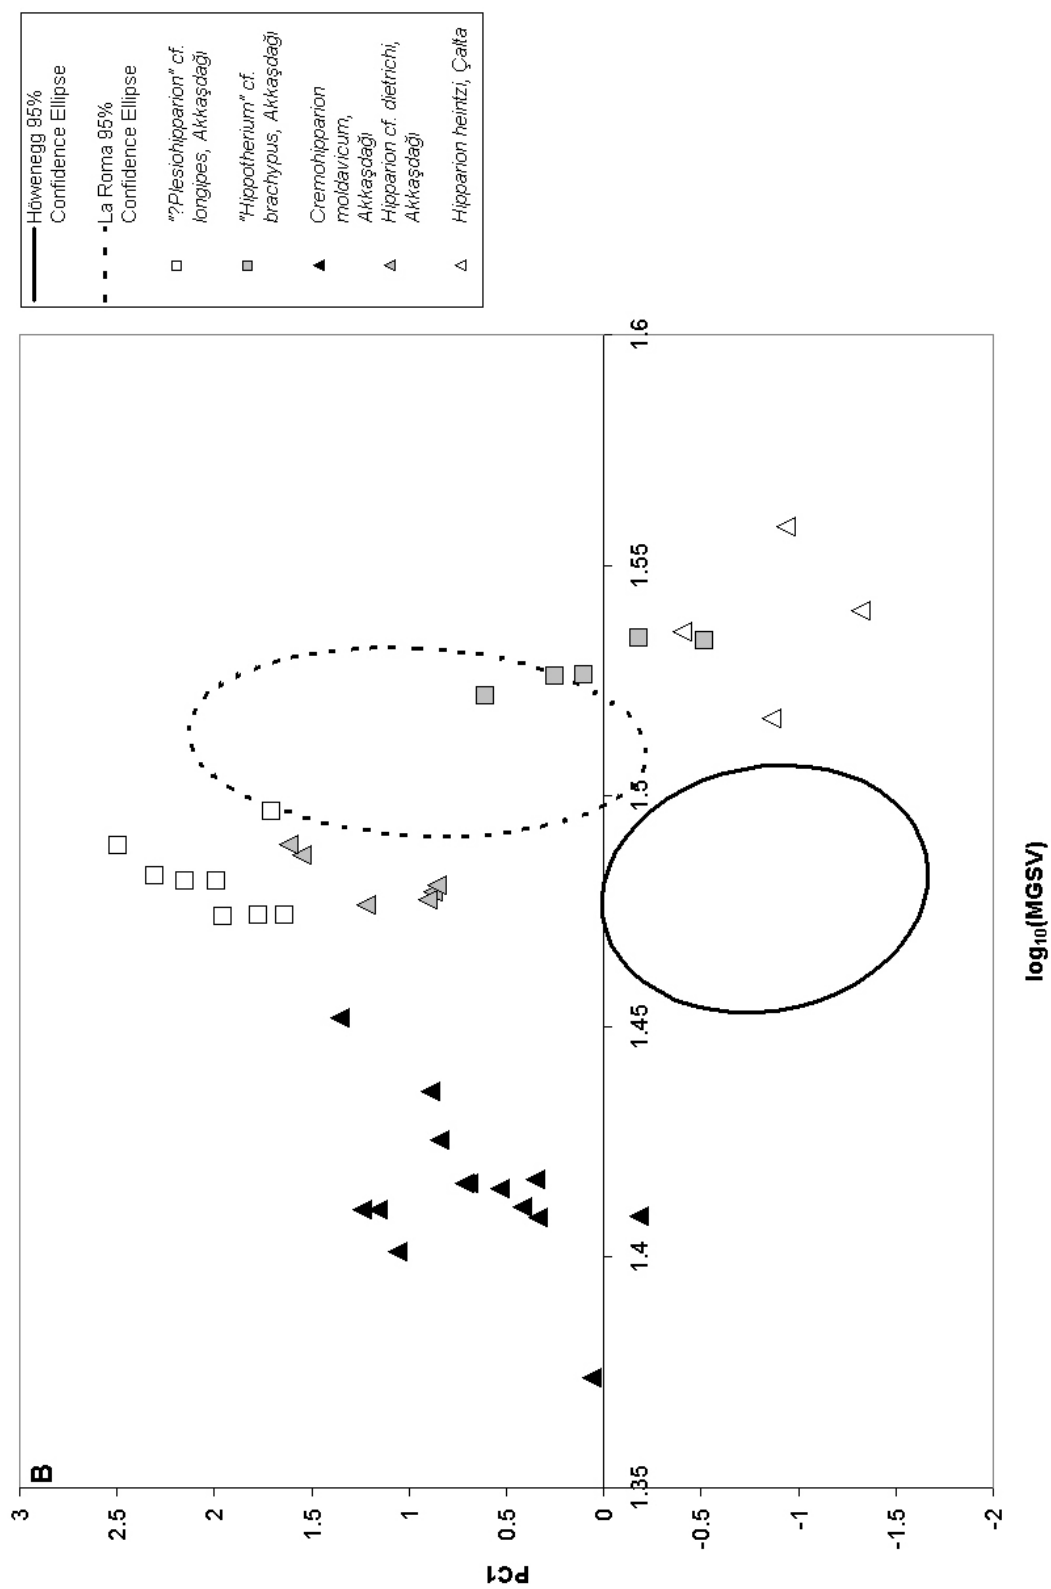 B
PC1
3
2.5
2
1.5
1
0.5
0
-0.5
-1
-1.5
-2
1.35
1.4
1.45
1.5
1.55
1.6
log₁₀(MGSV)
Höwenegg 95%
Confidence Ellipse
La Roma 95%
Confidence Ellipse
"?Plesiohipparion" cf.
longipes, Akkaşdaği
"Hippotherium" cf.
brachypus, Akkaşdaği
Cremohipparion
moldavicum,
Akkaşdaği
Hipparion cf. dietrichi,
Akkaşdaği
Hipparion heintzi, Çalta